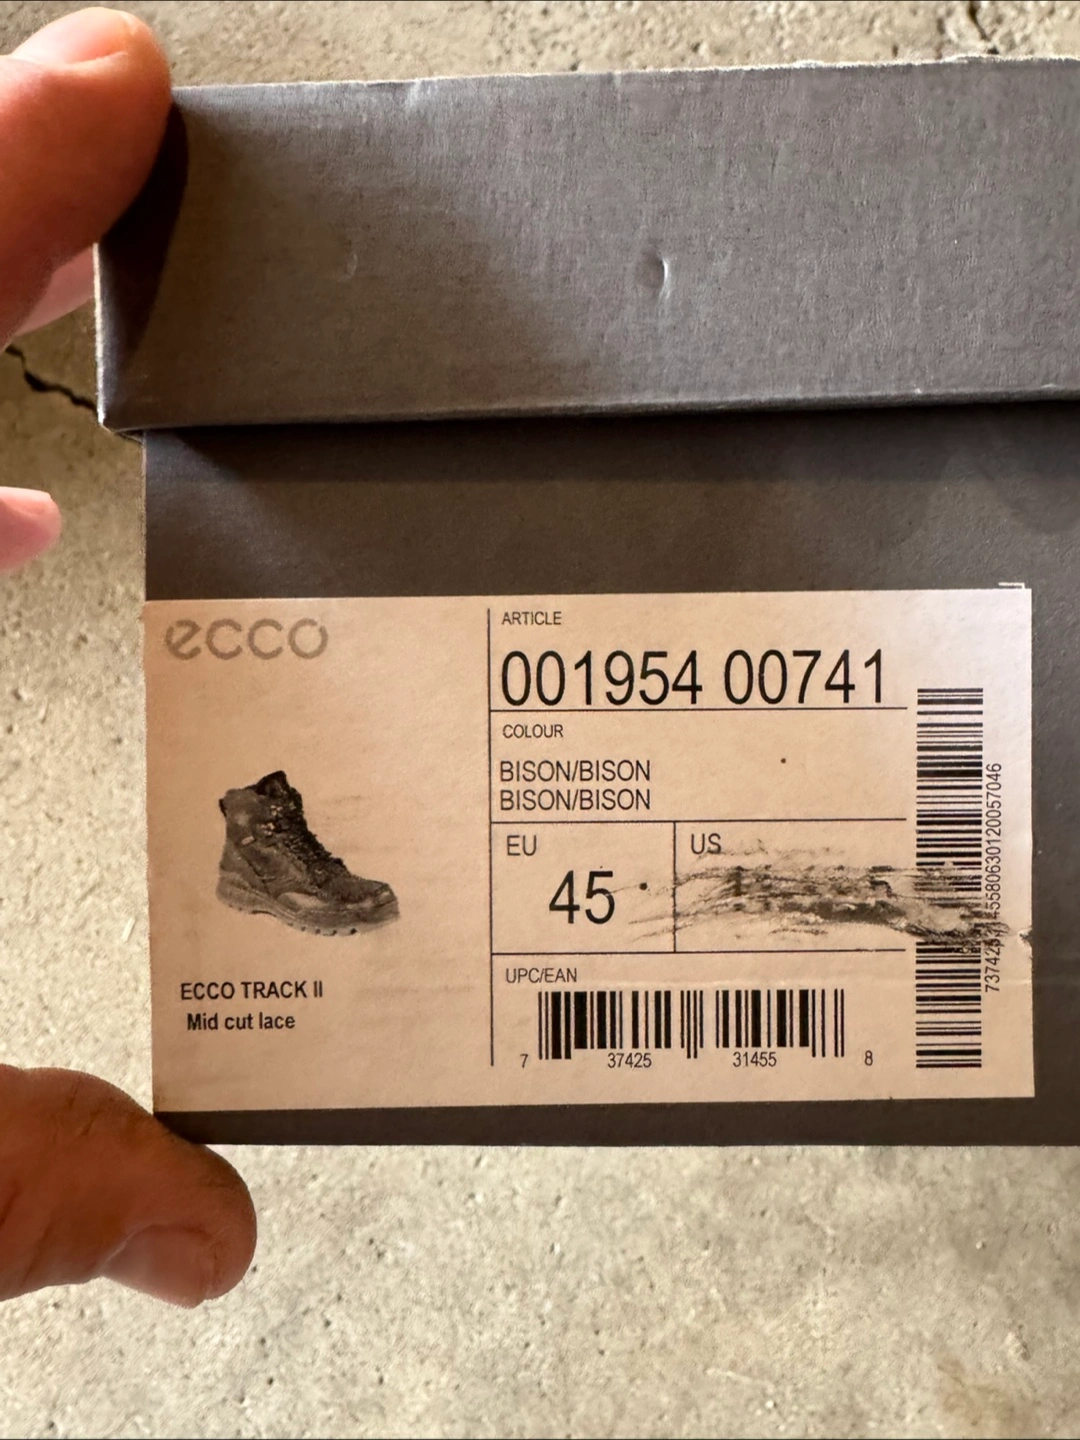 ecco
ECCO TRACK II
Mid cut lace
ARTICLE
001954 00741
COLOUR
BISON/BISON
BISON/BISON
EU
45
US
UPC/EAN
7 37425 31455 8